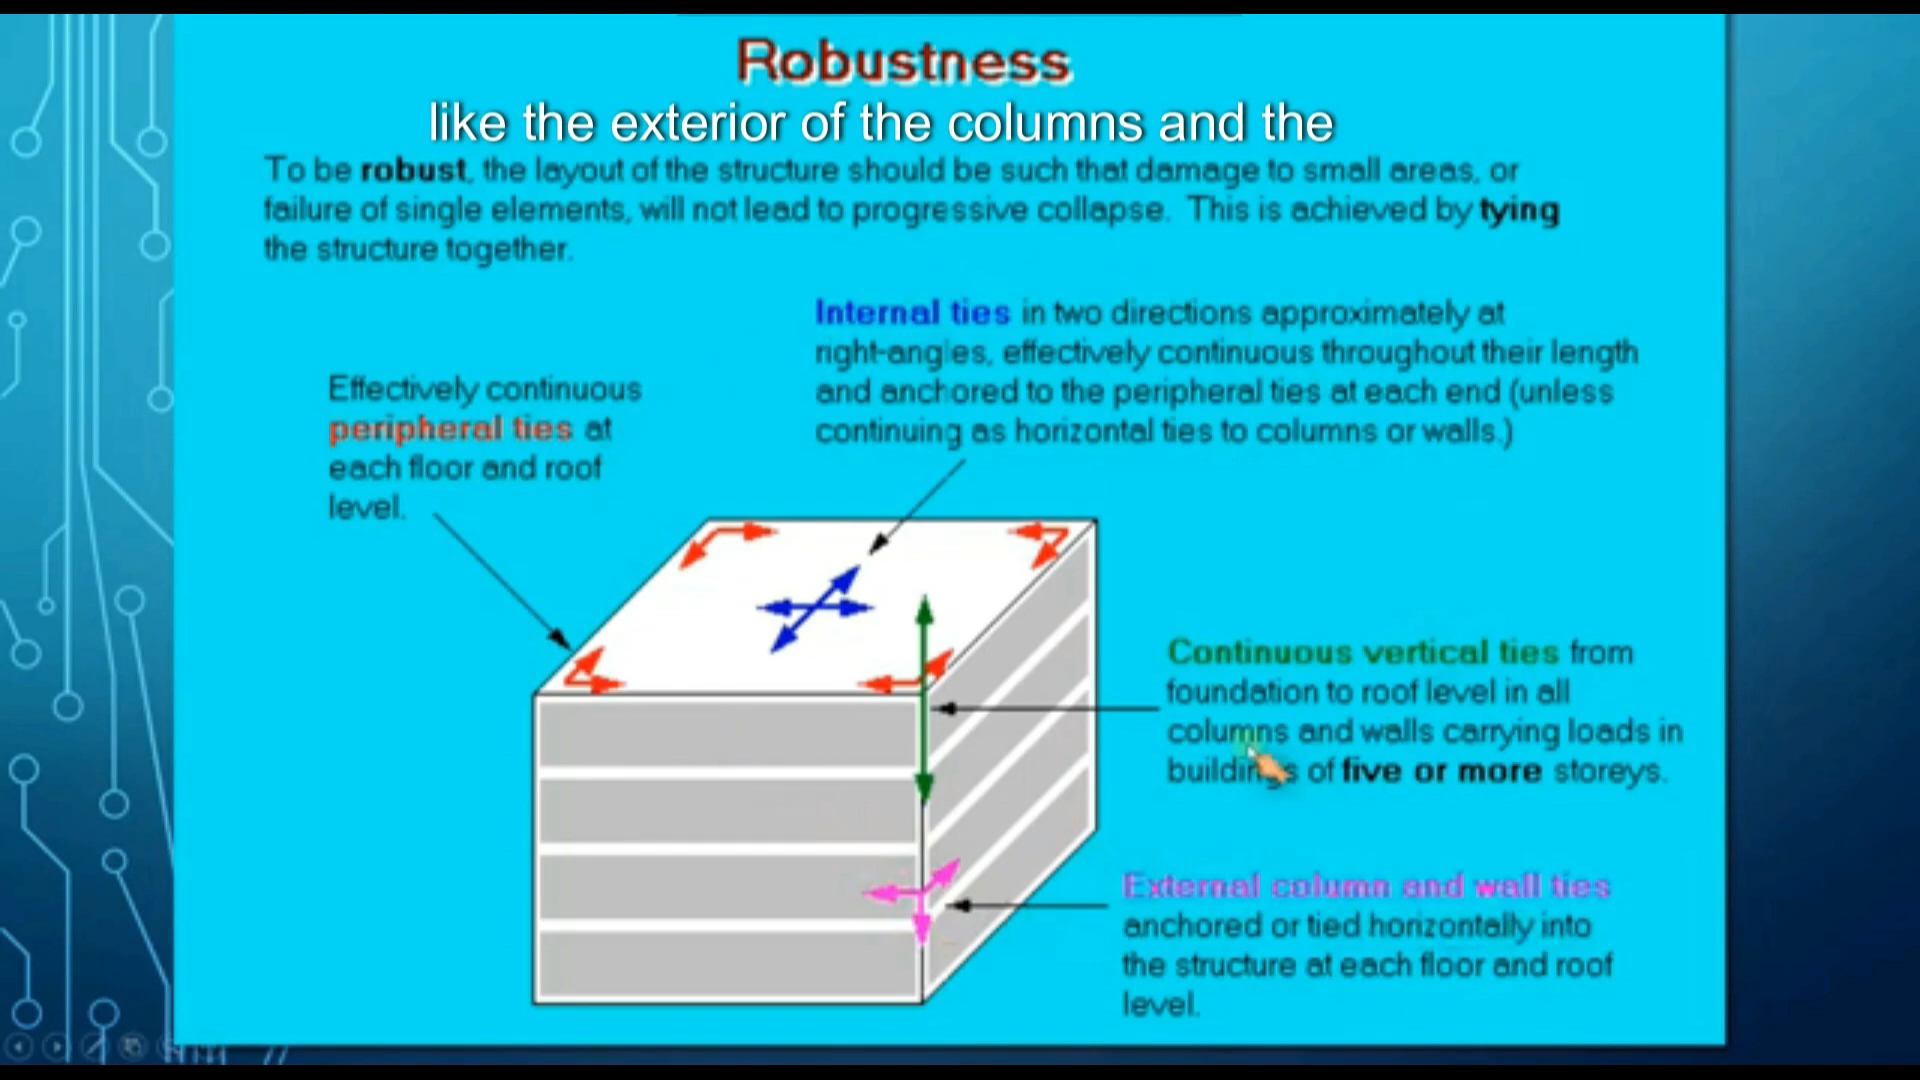 Robustness
like the exterior of the columns and the
To be robust, the layout of the structure should be such that damage to small areas, or
failure of single elements, will not lead to progressive collapse. This is achieved by tying
the structure together.
Internal ties in two directions approximately at
right-angles, effectively continuous throughout their length
and anchored to the peripheral ties at each end (unless
continuing as horizontal ties to columns or walls.)
Effectively continuous
peripheral ties at
each floor and roof
level.
Continuous vertical ties from
foundation to roof level in all
columns and walls carrying loads in
buildings of five or more storeys.
External column and wall ties
anchored or tied horizontally into
the structure at each floor and roof
level.